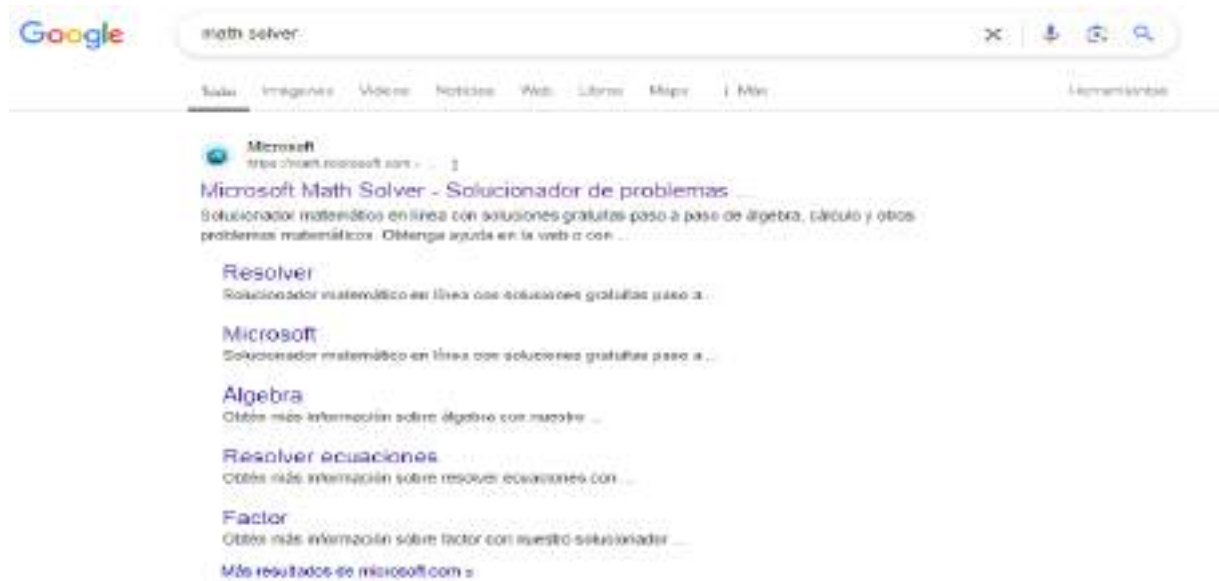 Google
math solver
Todo Imágenes Videos Noticias Web Libros Maps Más Herramientas
Microsoft
https://math.microsoft.com
Microsoft Math Solver - Solucionador de problemas ...
Solucionador matemático en línea con soluciones gratuitas paso a paso de álgebra, cálculo y otros
problemas matemáticos. Obtenga ayuda en la web o con ...
Resolver
Solucionador matemático en línea con soluciones gratuitas paso a ...
Microsoft
Solucionador matemático en línea con soluciones gratuitas paso a ...
Álgebra
Obtén más información sobre álgebra con nuestro ...
Resolver ecuaciones
Obtén más información sobre resolver ecuaciones con ...
Factor
Obtén más información sobre factor con nuestro solucionador ...
Más resultados de microsoft.com »